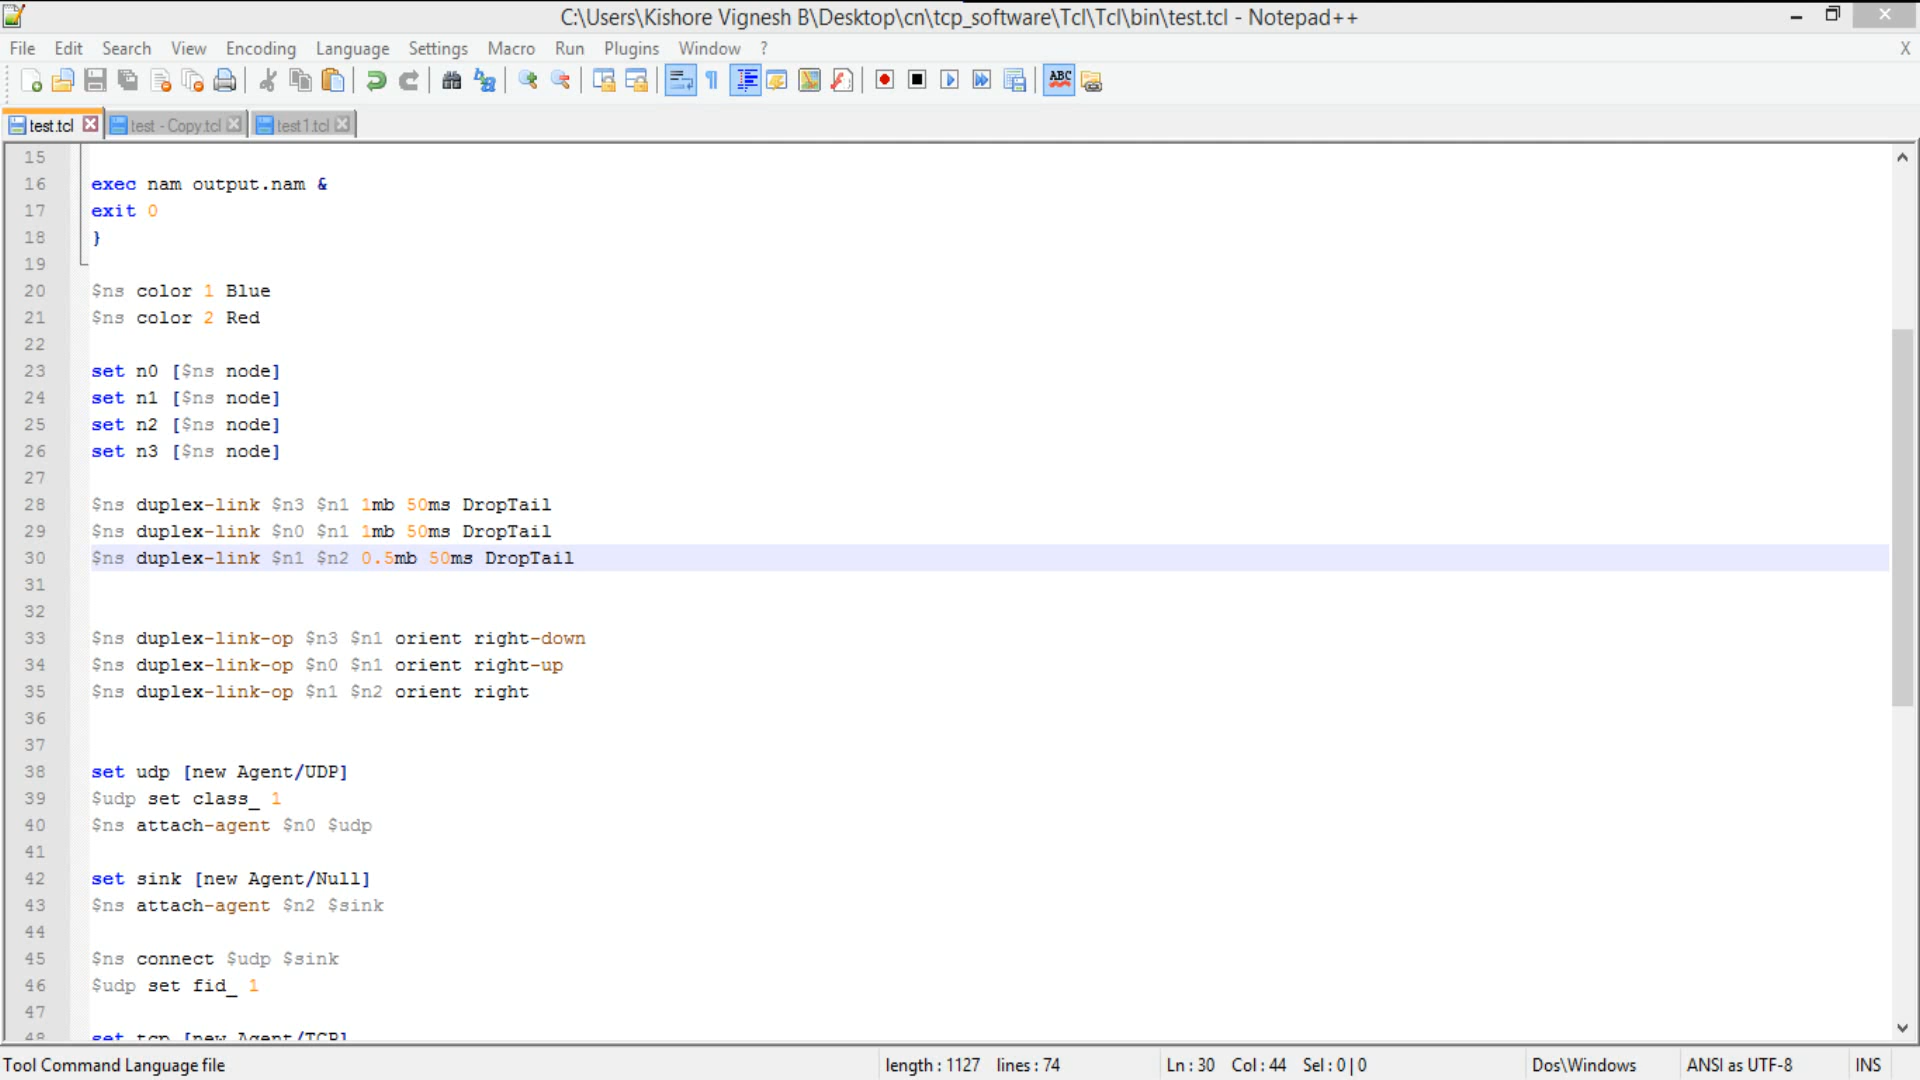 C:\Users\Kishore Vignesh B\Desktop\cn\tcp_software\Tcl\Tcl\bin\test.tcl - Notepad++
File Edit Search View Encoding Language Settings Macro Run Plugins Window ? X
ABC
test.tcl test - Copy.tcl test1.tcl
15
16 exec nam output.nam &
17 exit 0
18 }
19
20 $ns color 1 Blue
21 $ns color 2 Red
22
23 set n0 [$ns node]
24 set n1 [$ns node]
25 set n2 [$ns node]
26 set n3 [$ns node]
27
28 $ns duplex-link $n3 $n1 1mb 50ms DropTail
29 $ns duplex-link $n0 $n1 1mb 50ms DropTail
30 $ns duplex-link $n1 $n2 0.5mb 50ms DropTail
31
32
33 $ns duplex-link-op $n3 $n1 orient right-down
34 $ns duplex-link-op $n0 $n1 orient right-up
35 $ns duplex-link-op $n1 $n2 orient right
36
37
38 set udp [new Agent/UDP]
39 $udp set class_ 1
40 $ns attach-agent $n0 $udp
41
42 set sink [new Agent/Null]
43 $ns attach-agent $n2 $sink
44
45 $ns connect $udp $sink
46 $udp set fid_ 1
47
48 set tcp [new Agent/TCP]
Tool Command Language file length : 1127 lines : 74 Ln : 30 Col : 44 Sel : 0 | 0 Dos\Windows ANSI as UTF-8 INS